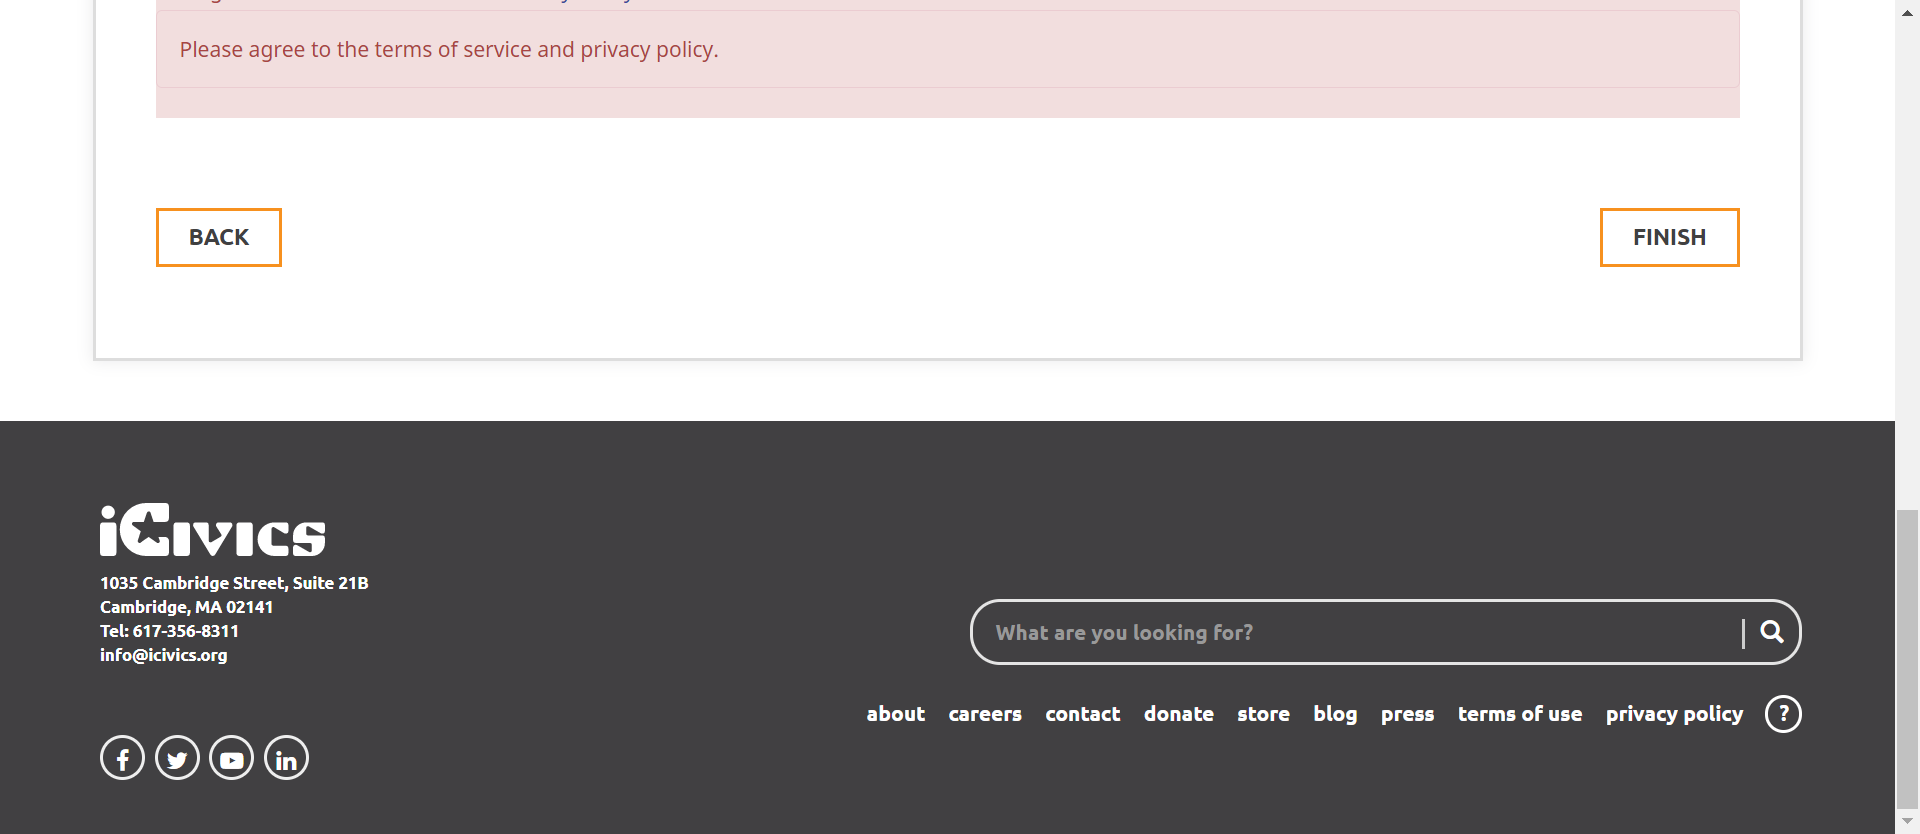 Please agree to the terms of service and privacy policy.
BACK
FINISH
iCivics
1035 Cambridge Street, Suite 21B
Cambridge, MA 02141
Tel: 617-356-8311
info@icivics.org
What are you looking for?
about careers contact donate store blog press terms of use privacy policy ?